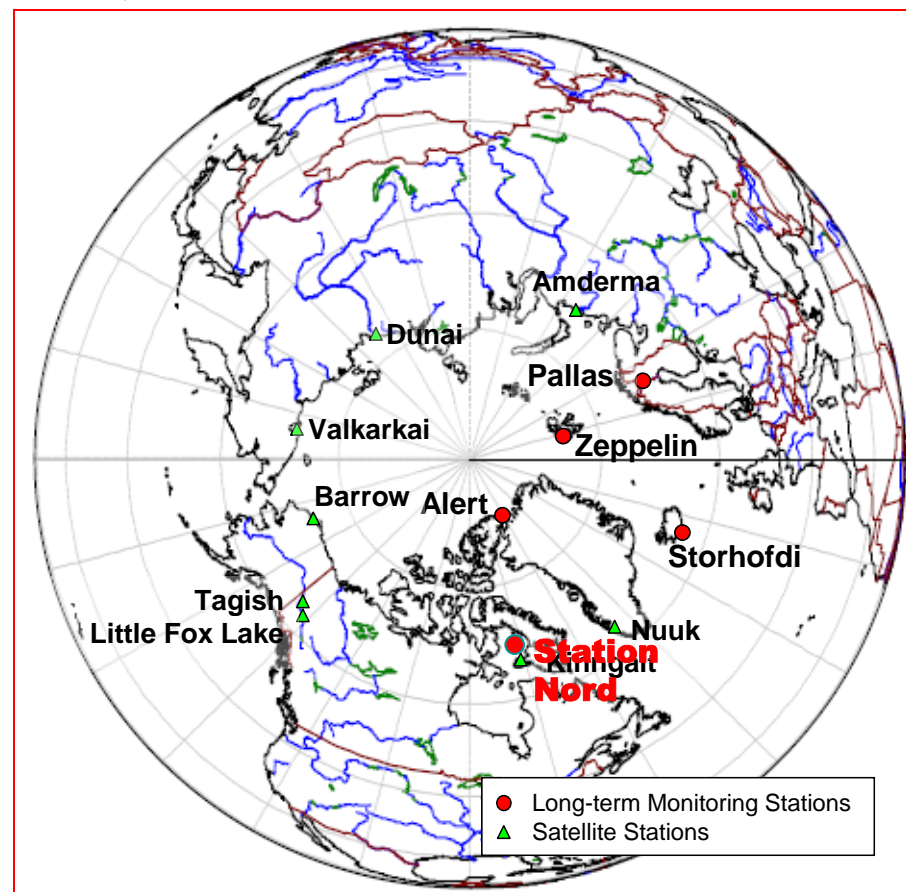 Amderma
Dunai
Pallas
Valkarkai
Zeppelin
Barrow
Alert
Storhofdi
Tagish
Little Fox Lake
Nuuk
Station
Kinngait
Nord
Long-term Monitoring Stations
Satellite Stations